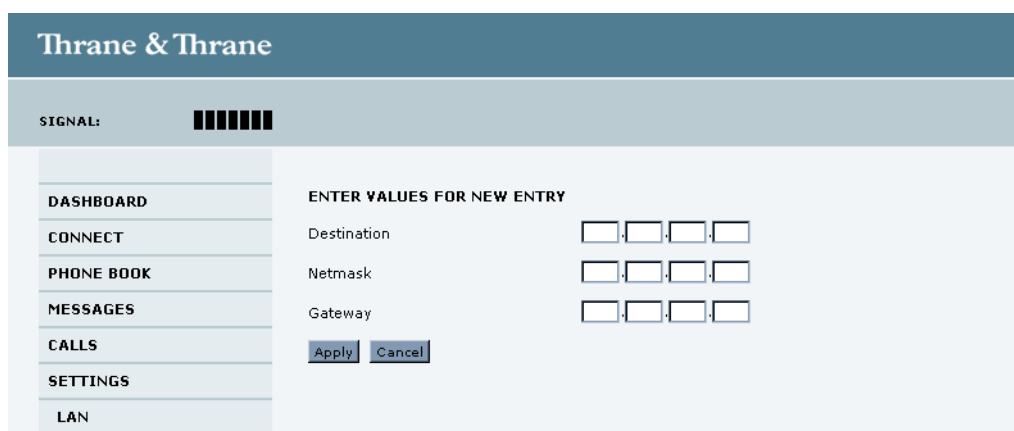 Thrane & Thrane
SIGNAL:
DASHBOARD
CONNECT
PHONE BOOK
MESSAGES
CALLS
SETTINGS
LAN
ENTER VALUES FOR NEW ENTRY
Destination . . .
Netmask . . .
Gateway . . .
Apply Cancel